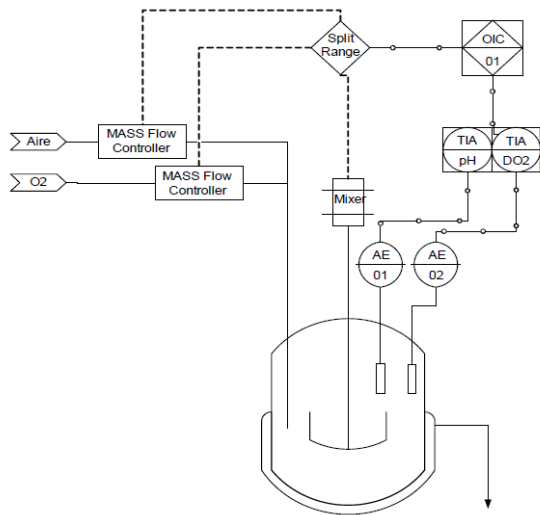 Split
Range
OIC
01
Aire
MASS Flow
Controller
O2
MASS Flow
Controller
TIA
pH
TIA
DO2
Mixer
AE
01
AE
02